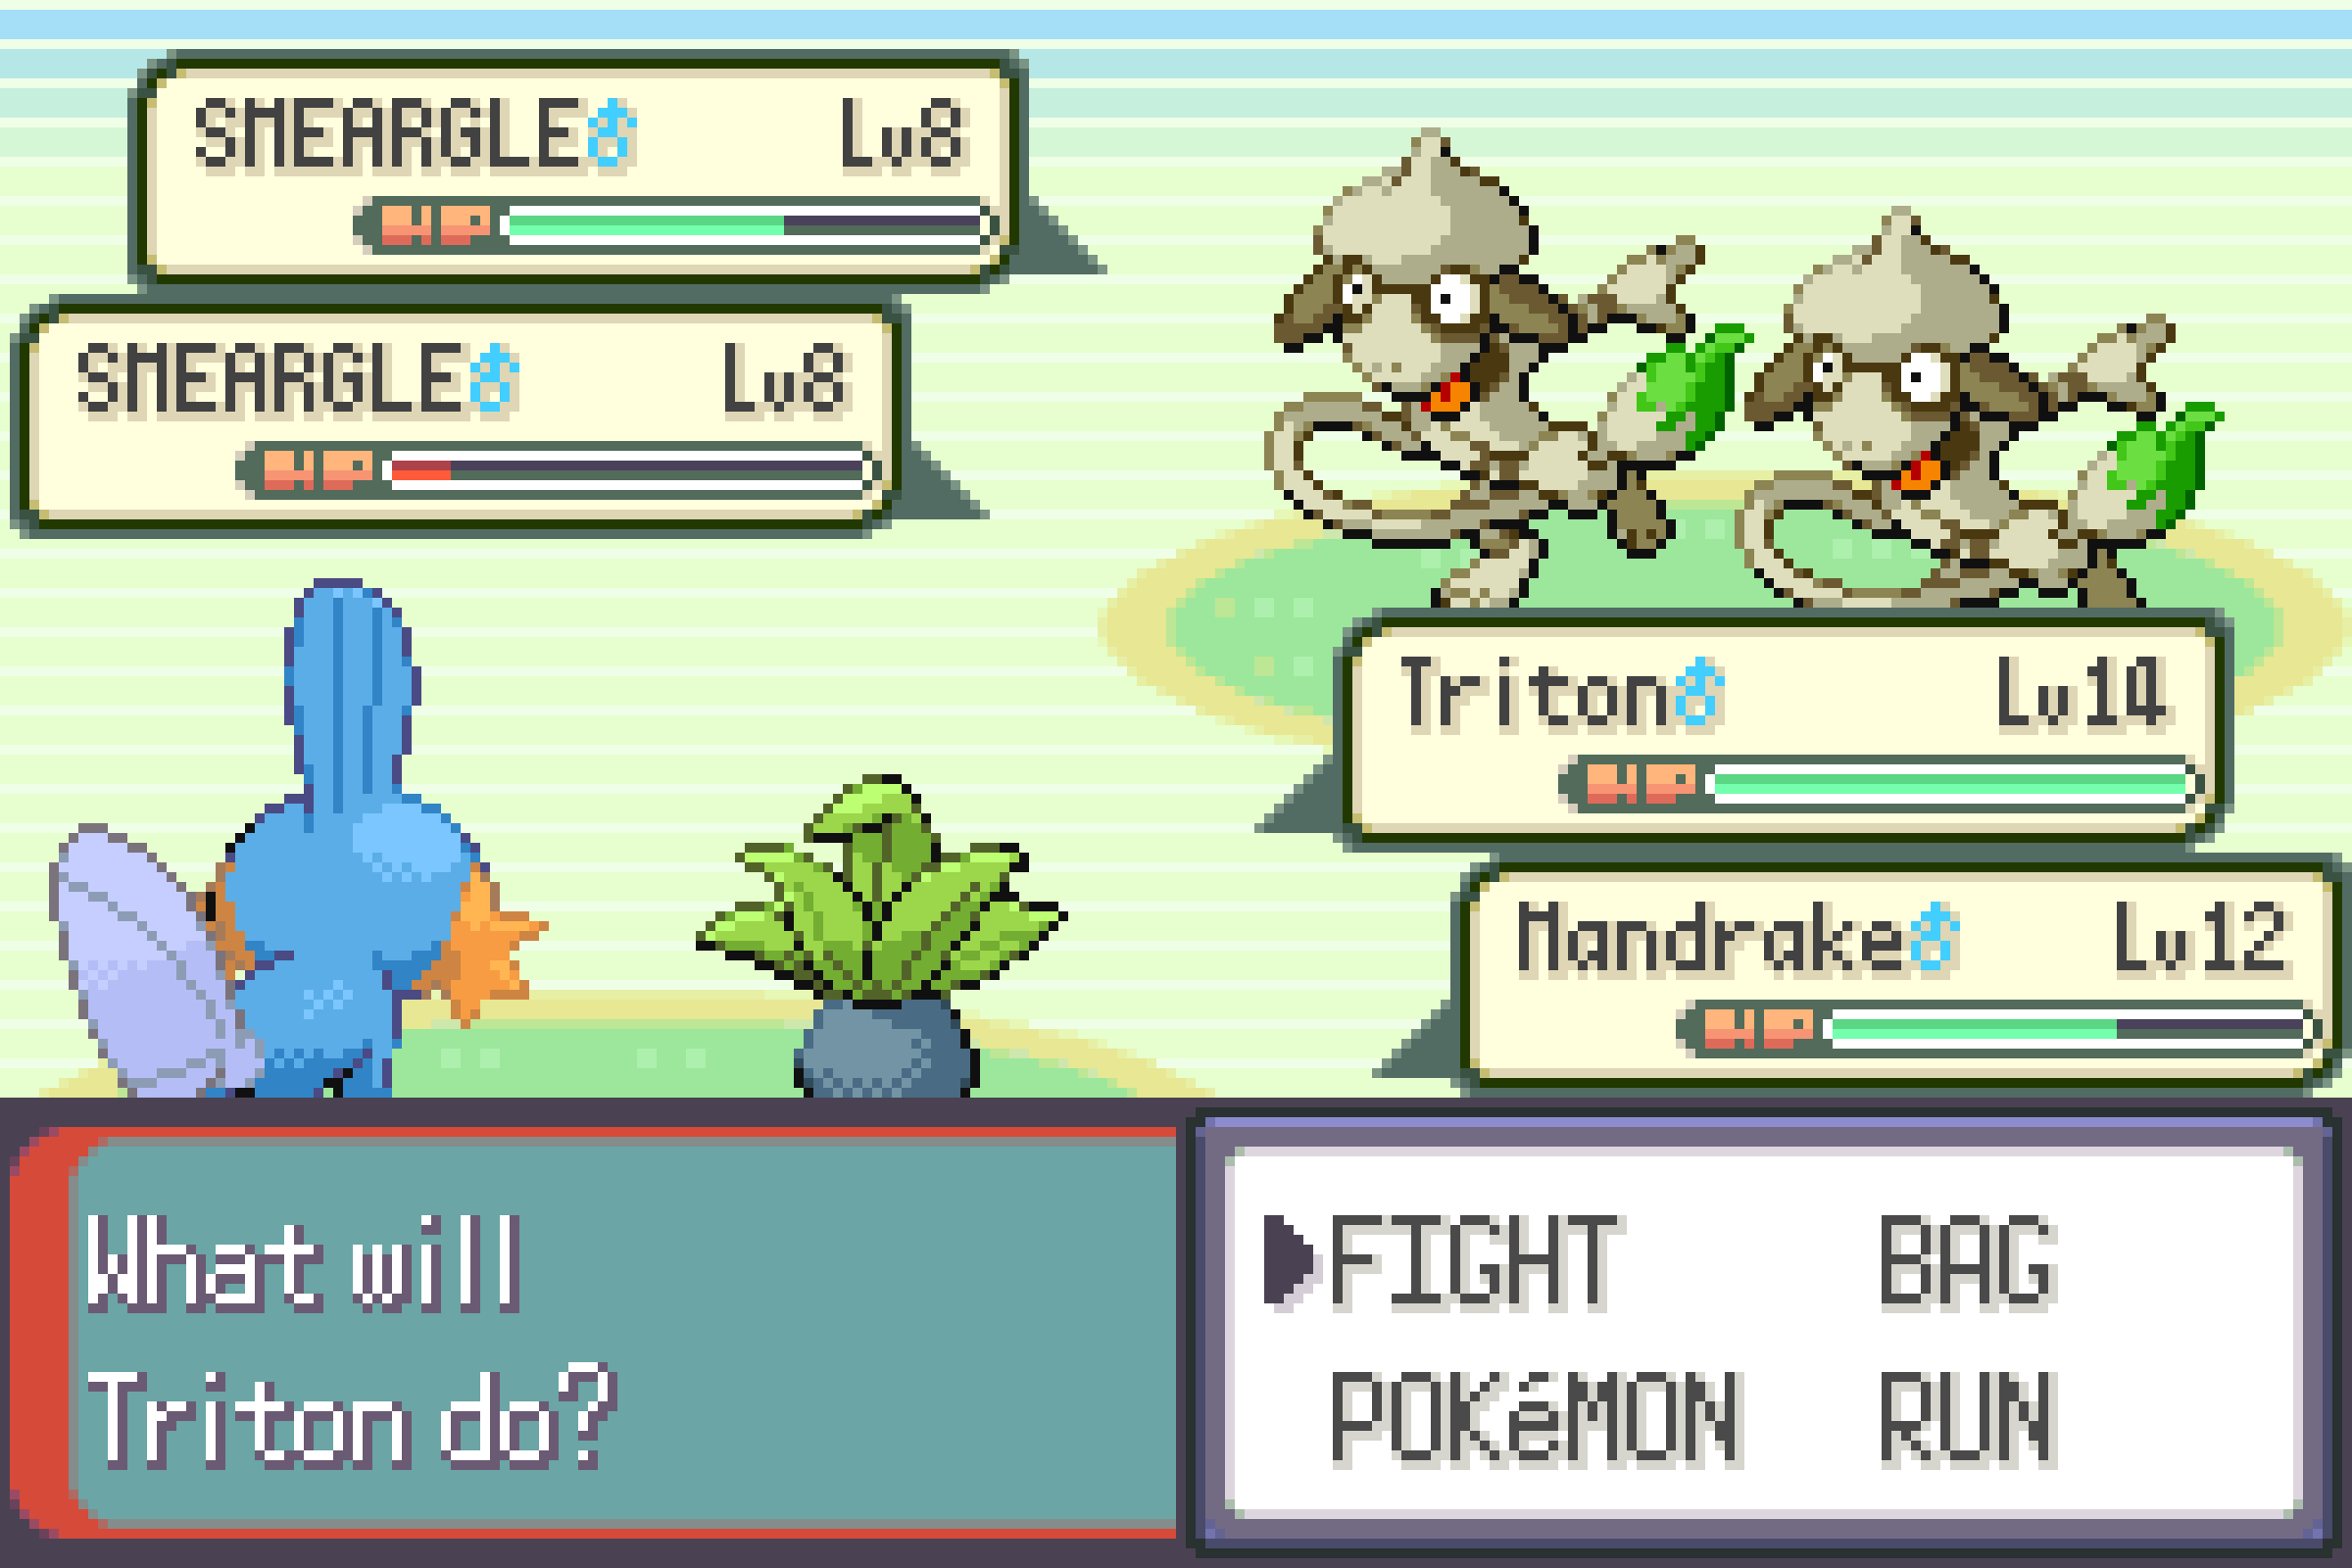 SMEARGLE♂ Lv8
HP
SMEARGLE♂ Lv8
HP
Triton♂ Lv14
HP
Mandrake♂ Lv12
HP
What will
Triton do?
FIGHT BAG
POKéMON RUN